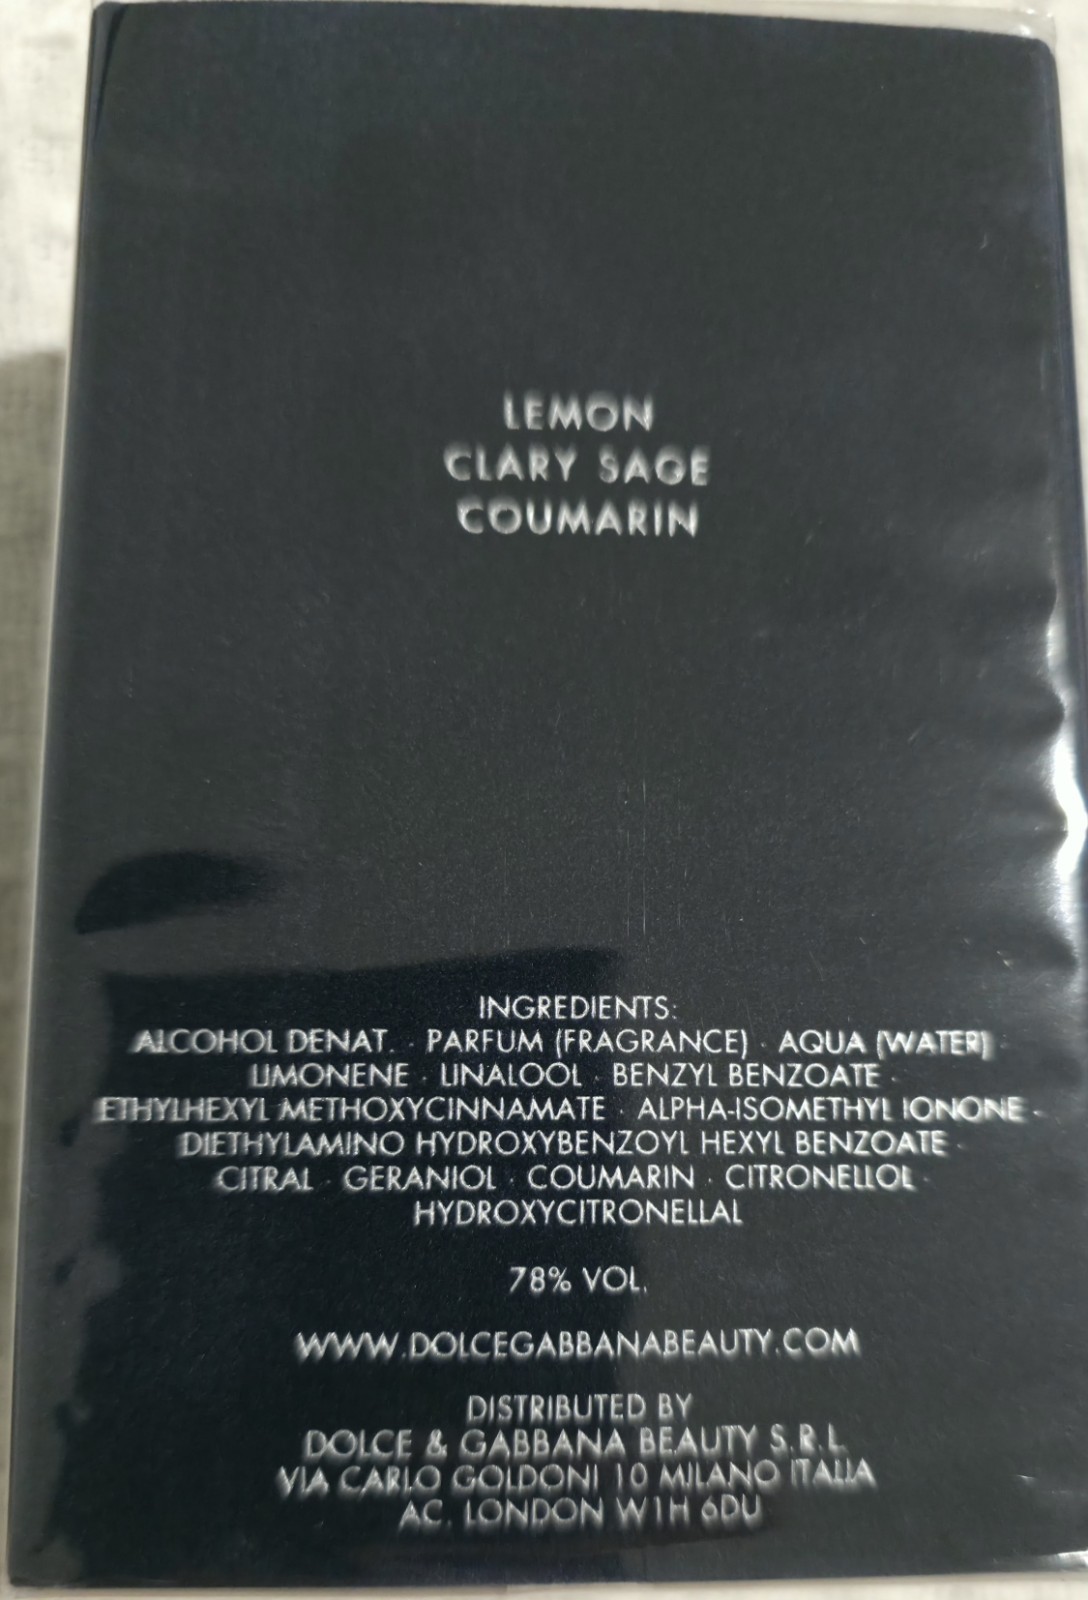 LEMON
CLARY SAGE
COUMARIN
INGREDIENTS:
ALCOHOL DENAT. · PARFUM (FRAGRANCE) · AQUA (WATER) ·
LIMONENE · LINALOOL · BENZYL BENZOATE ·
ETHYLHEXYL METHOXYCINNAMATE · ALPHA-ISOMETHYL IONONE ·
DIETHYLAMINO HYDROXYBENZOYL HEXYL BENZOATE ·
CITRAL · GERANIOL · COUMARIN · CITRONELLOL ·
HYDROXYCITRONELLAL
78% VOL.
WWW.DOLCEGABBANABEAUTY.COM
DISTRIBUTED BY
DOLCE & GABBANA BEAUTY S.R.L.
VIA CARLO GOLDONI 10 MILANO ITALIA
AC. LONDON W1H 6DU